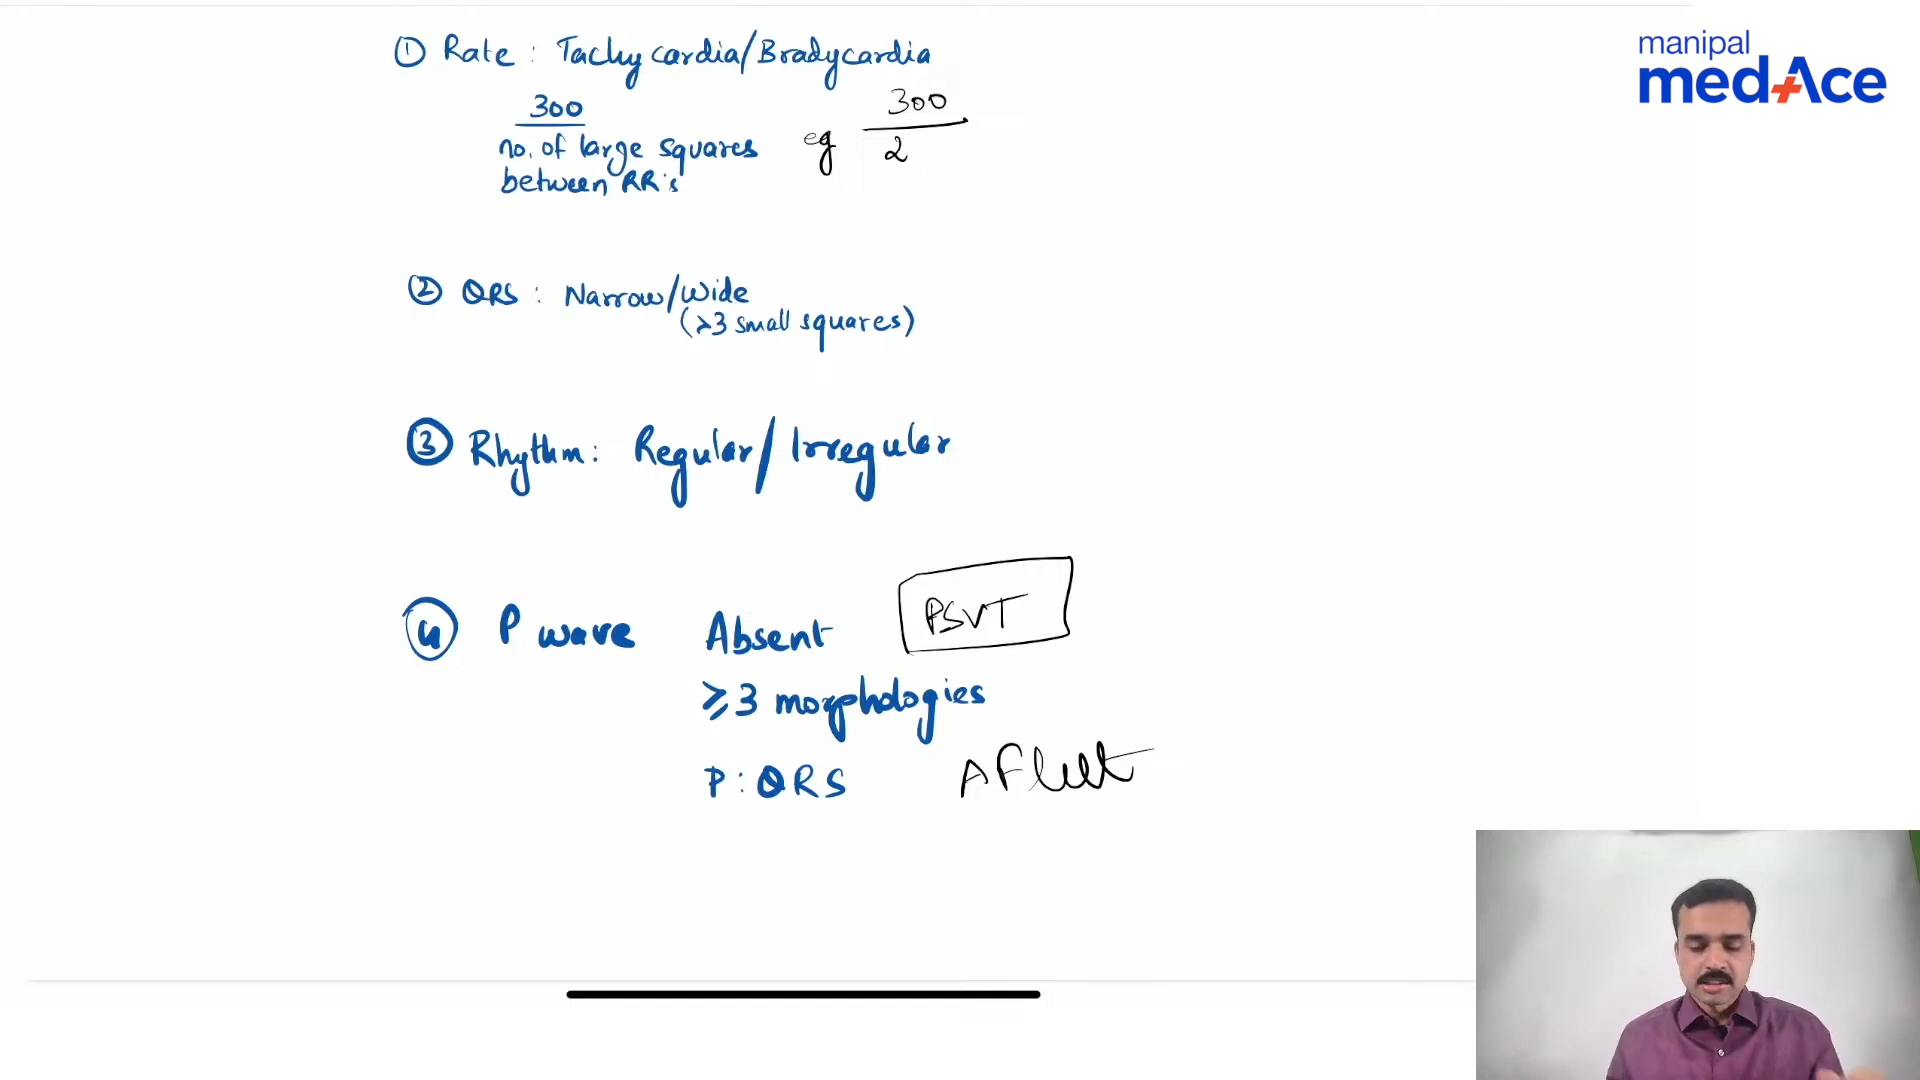 ① Rate : Tachycardia/Bradycardia
300
no. of large squares
between RR's
eg 300
2
② QRS : Narrow/Wide
(>3 small squares)
③ Rhythm: Regular/Irregular
④ P wave Absent PSVT
≥3 morphologies
P : QRS AFlut
manipal
medAce